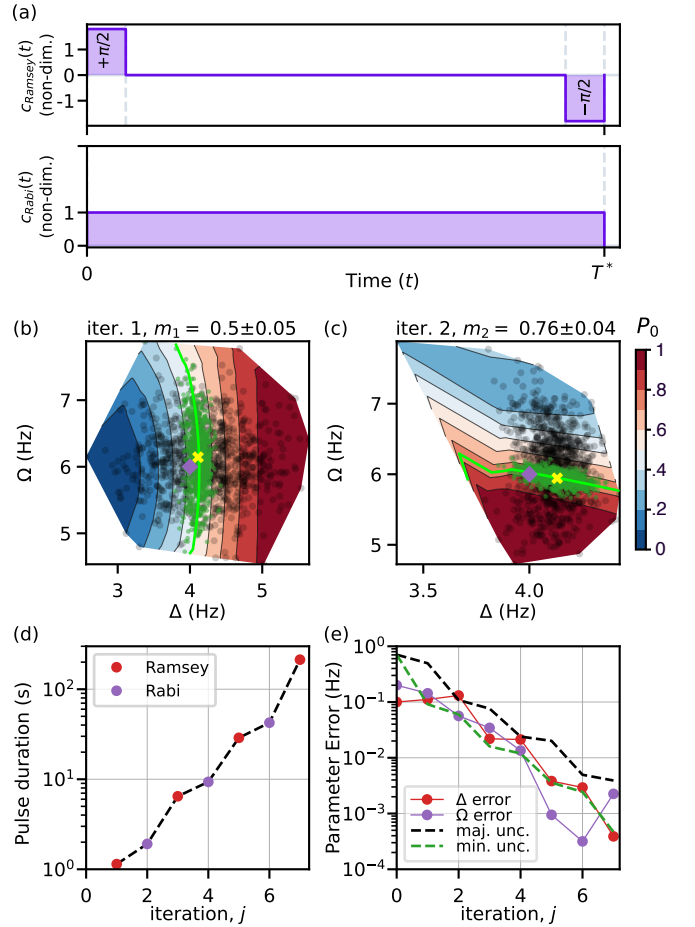 (a)
c_Ramsey(t)
(non-dim.)
1
0
-1
+π/2
−π/2
c_Rabi(t)
(non-dim.)
1
0
0
Time (t)
T*
(b)
iter. 1, m₁ = 0.5±0.05
(c)
iter. 2, m₂ = 0.76±0.04
P₀
Ω (Hz)
7
6
5
3
4
5
Δ (Hz)
Ω (Hz)
7
6
5
3.5
4.0
Δ (Hz)
1
.8
.6
.4
.2
0
(d)
Pulse duration (s)
10²
10¹
10⁰
Ramsey
Rabi
0
2
4
6
iteration, j
(e)
Parameter Error (Hz)
10⁰
10⁻¹
10⁻²
10⁻³
10⁻⁴
Δ error
Ω error
maj. unc.
min. unc.
0
2
4
6
iteration, j